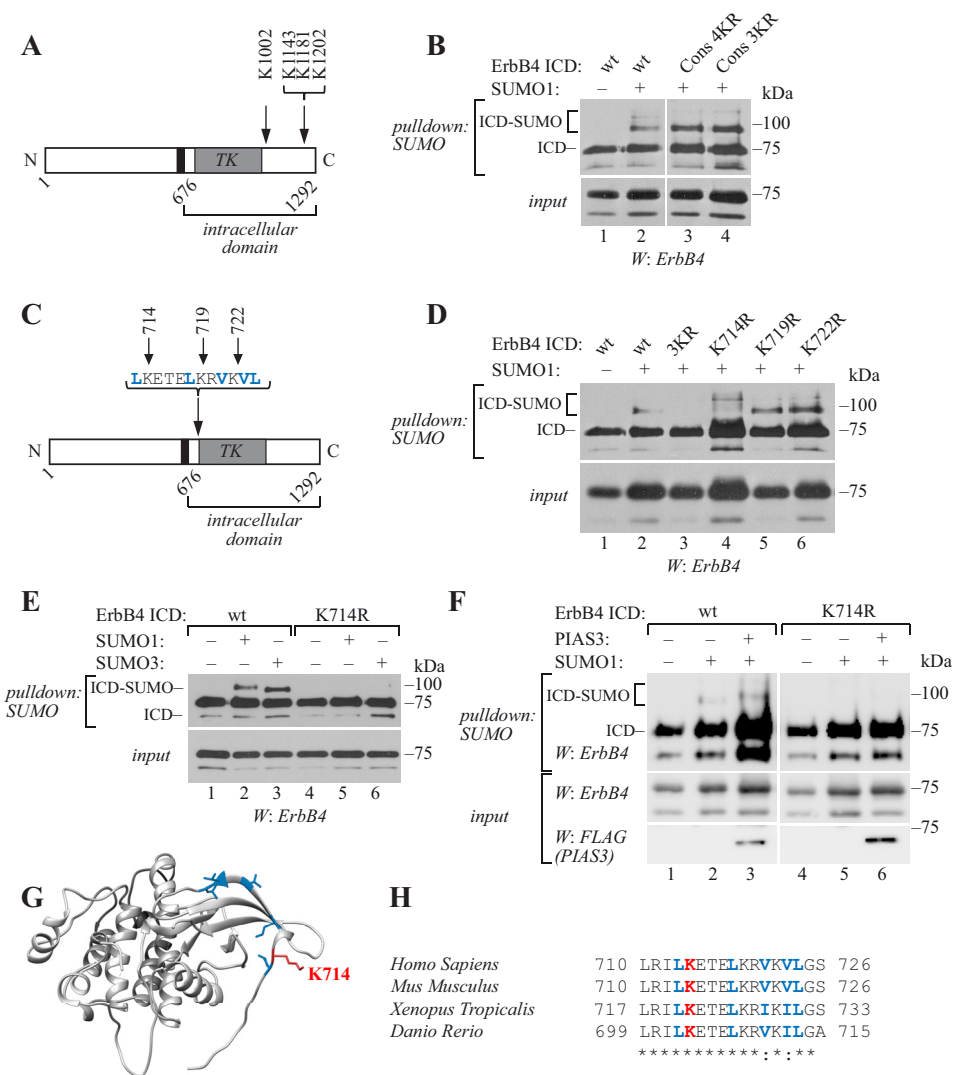 A
K1002
K1143
K1181
K1202
N
TK
C
1
676
1292
intracellular
domain
B
ErbB4 ICD: wt wt Cons 4KR Cons 3KR
SUMO1: – + + +
kDa
pulldown:
SUMO
ICD-SUMO
–100
ICD–
–75
input
–75
1 2 3 4
W: ErbB4
C
714 719 722
LKETELKRVKVL
N
TK
C
1
676
1292
intracellular
domain
D
ErbB4 ICD: wt wt 3KR K714R K719R K722R
SUMO1: – + + + + +
kDa
pulldown:
SUMO
ICD-SUMO
–100
ICD–
–75
input
–75
1 2 3 4 5 6
W: ErbB4
E
ErbB4 ICD: wt K714R
SUMO1: – + – – + –
SUMO3: – – + – – +
kDa
pulldown:
SUMO
ICD-SUMO–
–100
–75
ICD–
input
–75
1 2 3 4 5 6
W: ErbB4
F
ErbB4 ICD: wt K714R
PIAS3: – – + – – +
SUMO1: – + + – + +
kDa
pulldown:
SUMO
ICD-SUMO
–100
ICD–
–75
W: ErbB4
input
W: ErbB4
–75
W: FLAG
(PIAS3)
–75
1 2 3 4 5 6
G
K714
H
Homo Sapiens 710 LRILKETELKRVKVLGS 726
Mus Musculus 710 LRILKETELKRVKVLGS 726
Xenopus Tropicalis 717 LRILKETELKRIKILGS 733
Danio Rerio 699 LRILKETELKRVKILGA 715
***********:*:**